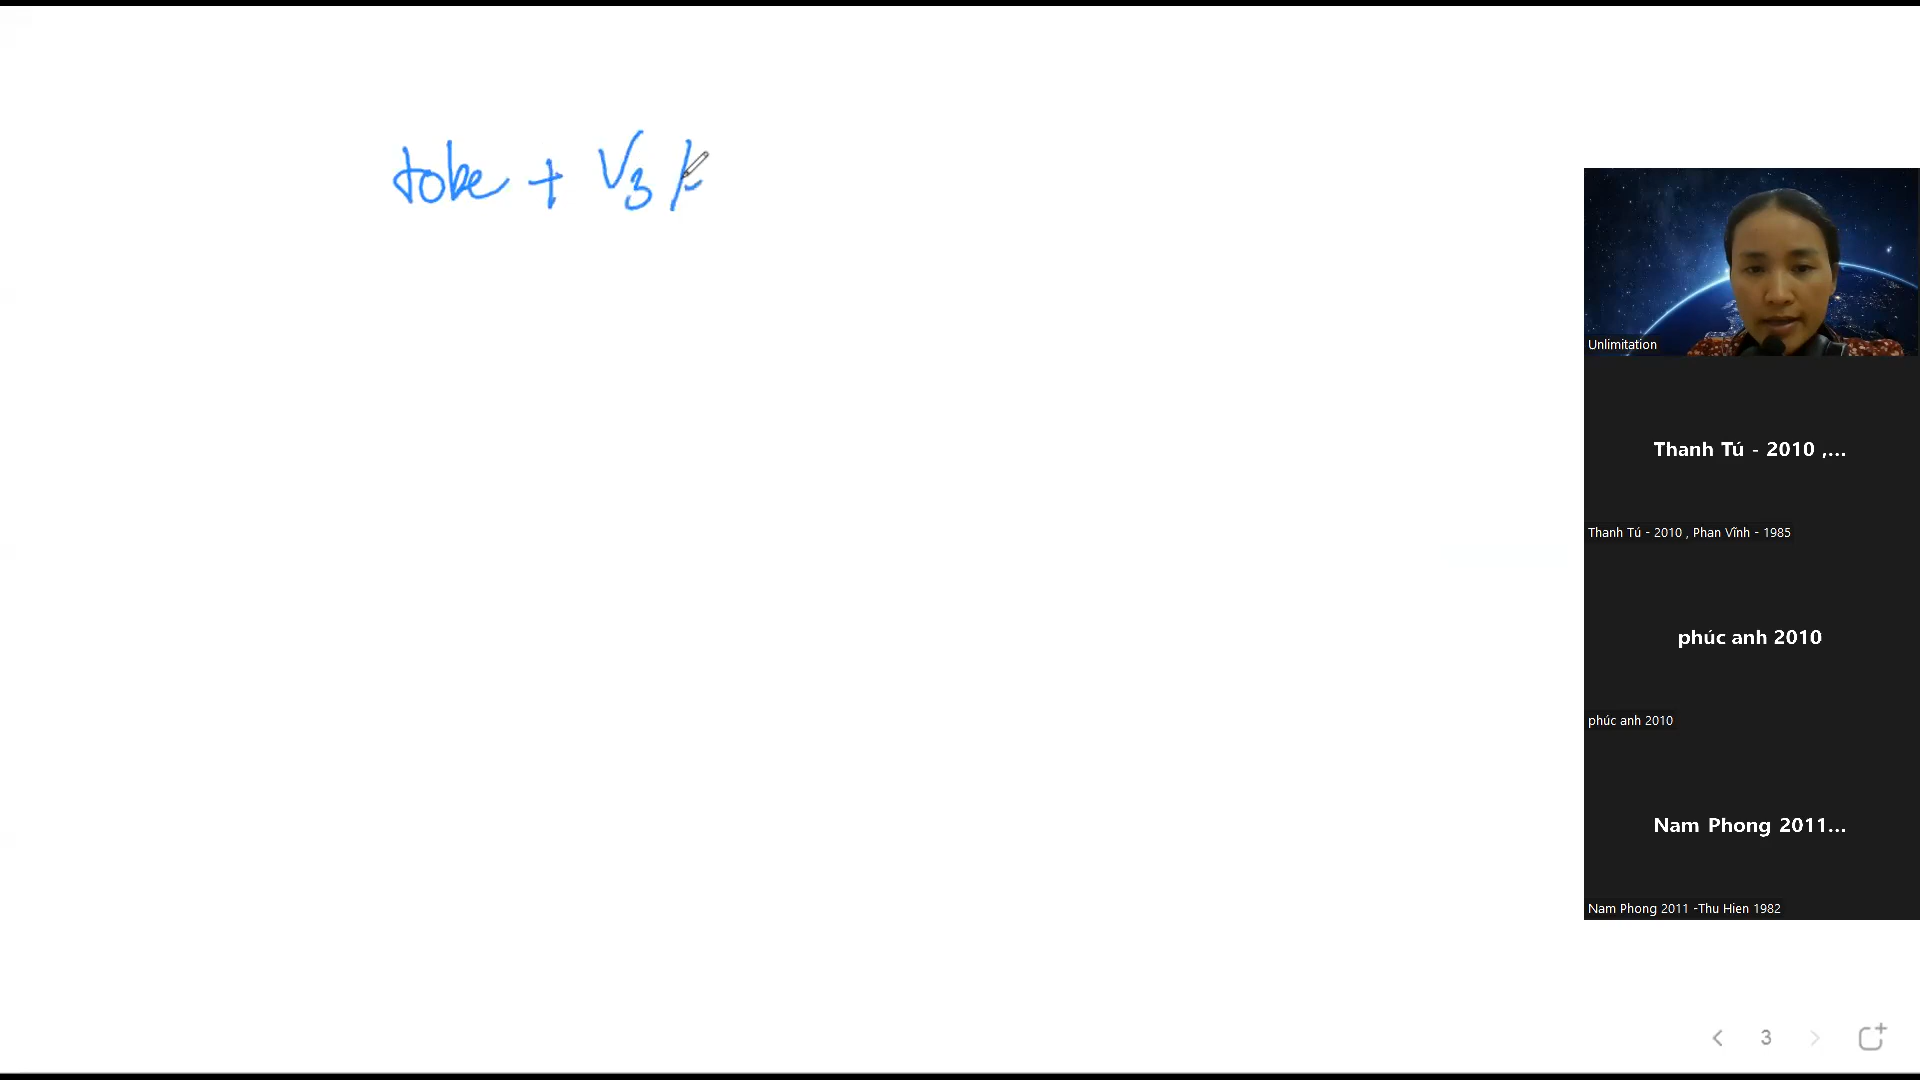 tobe + V3 /
Unlimitation
Thanh Tú - 2010 ,...
Thanh Tú - 2010 , Phan Vĩnh - 1985
phúc anh 2010
phúc anh 2010
Nam Phong 2011...
Nam Phong 2011 -Thu Hien 1982
3